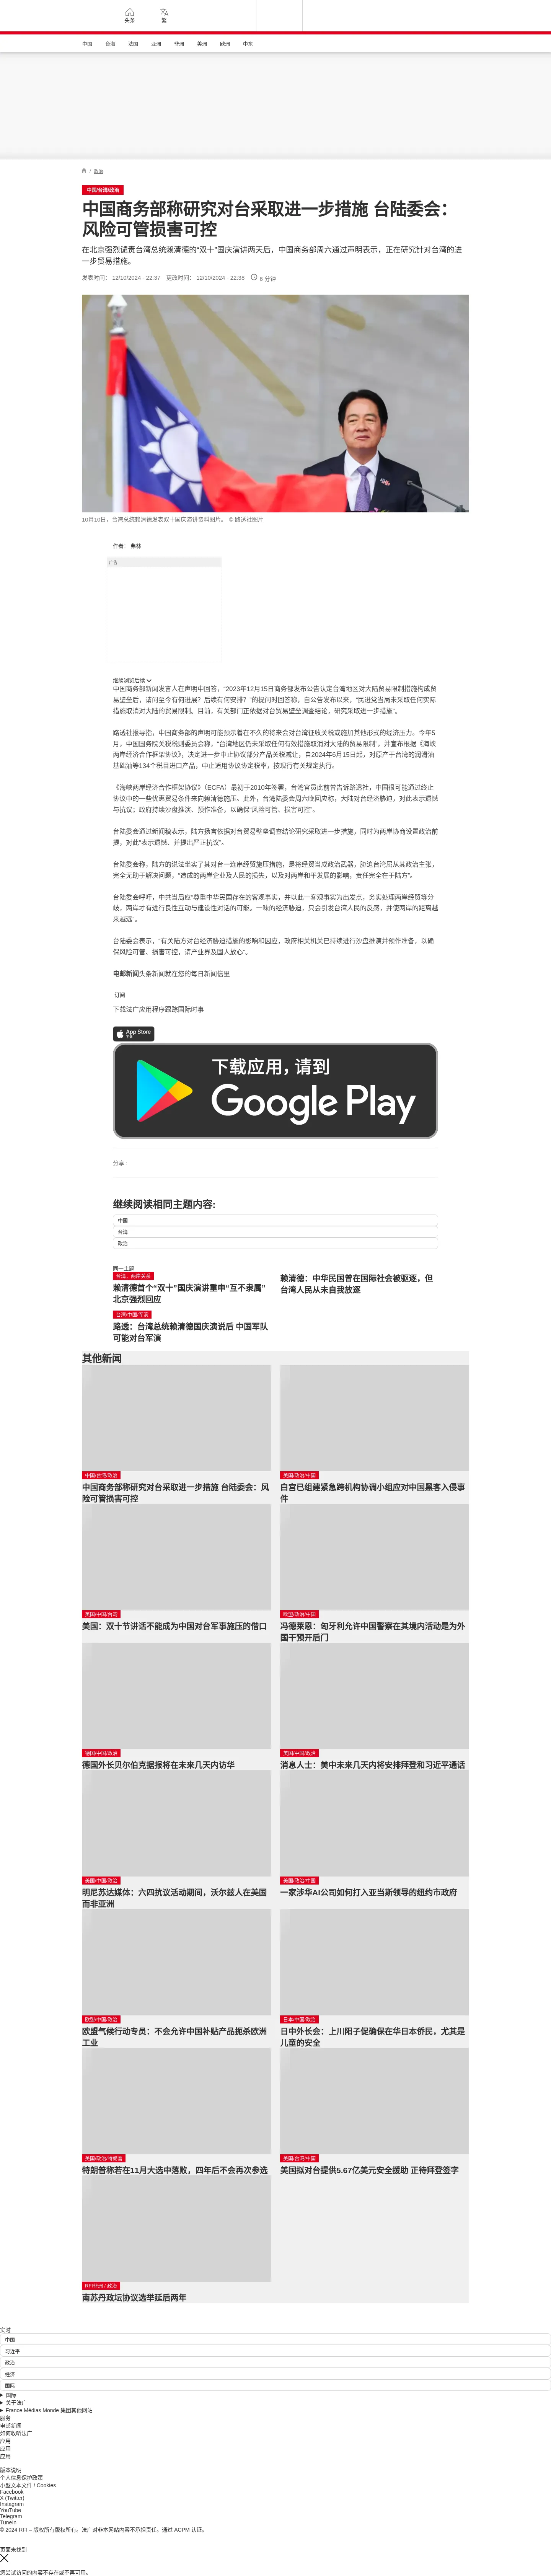 头条
繁
中国
台海
法国
亚洲
非洲
美洲
欧洲
中东
/ 政治
中国/台湾/政治
中国商务部称研究对台采取进一步措施 台陆委会：
风险可管损害可控
在北京强烈谴责台湾总统赖清德的“双十”国庆演讲两天后，中国商务部周六通过声明表示，正在研究针对台湾的进
一步贸易措施。
发表时间： 12/10/2024 - 22:37 更改时间： 12/10/2024 - 22:39 6 分钟
10月10日，台湾总统赖清德发表双十国庆演讲资料图片。 © 路透社图片
作者： 弗林
广告
继续浏览后续
中国商务部新闻发言人在声明中回答，“2023年12月15日商务部发布公告认定台湾地区对大陆贸易限制措施构成贸
易壁垒后，请问至今有何进展？后续有何安排？”的提问时回答称，自公告发布以来，“民进党当局未采取任何实际
措施取消对大陆的贸易限制。目前，有关部门正依据对台贸易壁垒调查结论，研究采取进一步措施”。
路透社报导指，中国商务部的声明可能预示着在不久的将来会对台湾征收关税或施加其他形式的经济压力。今年5
月，中国国务院关税税则委员会称，“台湾地区仍未采取任何有效措施取消对大陆的贸易限制”，并宣布根据《海峡
两岸经济合作框架协议》，决定进一步中止协议部分产品关税减让，自2024年6月15日起，对原产于台湾的润滑油
基础油等134个税目进口产品，中止适用协议协定税率，按现行有关规定执行。
《海峡两岸经济合作框架协议》（ECFA）最初于2010年签署，台湾官员此前曾告诉路透社，中国很可能通过终止
协议中的一些优惠贸易条件来向赖清德施压。此外，台湾陆委会周六晚回应称，大陆对台经济胁迫，对此表示遗憾
与抗议；政府持续沙盘推演、预作准备，以确保“风险可管、损害可控”。
台陆委会通过新闻稿表示，陆方扬言依据对台贸易壁垒调查结论研究采取进一步措施，同时为两岸协商设置政治前
提，对此“表示遗憾、并提出严正抗议”。
台陆委会称，陆方的说法坐实了其对台一连串经贸施压措施，是将经贸当成政治武器，胁迫台湾屈从其政治主张，
完全无助于解决问题，“造成的两岸企业及人民的损失，以及对两岸和平发展的影响，责任完全在于陆方”。
台陆委会呼吁，中共当局应“尊重中华民国存在的客观事实，并以此一客观事实为出发点，务实处理两岸经贸等分
歧，两岸才有进行良性互动与建设性对话的可能。一味的经济胁迫，只会引发台湾人民的反感，并使两岸的距离越
来越远”。
台陆委会表示，“有关陆方对台经济胁迫措施的影响和因应，政府相关机关已持续进行沙盘推演并预作准备，以确
保风险可管、损害可控，请产业界及国人放心”。
电邮新闻头条新闻就在您的每日新闻信里
订阅
下载法广应用程序跟踪国际时事
App Store
下载
下载应用，请到
Google Play
分享 :
继续阅读相同主题内容:
中国
台湾
政治
同一主题
台湾、两岸关系
赖清德首个“双十”国庆演讲重申“互不隶属”
北京强烈回应
赖清德：中华民国曾在国际社会被驱逐，但
台湾人民从未自我放逐
台湾/中国/军演
路透：台湾总统赖清德国庆演说后 中国军队
可能对台军演
其他新闻
中国/台湾/政治
中国商务部称研究对台采取进一步措施 台陆委会：风
险可管损害可控
美国/政治/中国
白宫已组建紧急跨机构协调小组应对中国黑客入侵事
件
美国/中国/台湾
美国：双十节讲话不能成为中国对台军事施压的借口
欧盟/政治/中国
冯德莱恩：匈牙利允许中国警察在其境内活动是为外
国干预开后门
德国/中国/政治
德国外长贝尔伯克据报将在未来几天内访华
美国/中国/政治
消息人士：美中未来几天内将安排拜登和习近平通话
美国/中国/政治
明尼苏达媒体：六四抗议活动期间，沃尔兹人在美国
而非亚洲
美国/政治/中国
一家涉华AI公司如何打入亚当斯领导的纽约市政府
欧盟/中国/政治
欧盟气候行动专员：不会允许中国补贴产品扼杀欧洲
工业
日本/中国/政治
日中外长会：上川阳子促确保在华日本侨民，尤其是
儿童的安全
美国/政治/特朗普
特朗普称若在11月大选中落败，四年后不会再次参选
美国/台湾/中国
美国拟对台提供5.67亿美元安全援助 正待拜登签字
RFI亚洲 / 政治
南苏丹政坛协议选举延后两年
实时
中国
习近平
政治
经济
国际
国际
关于法广
France Médias Monde 集团其他网站
服务
电邮新闻
如何收听法广
应用
应用
应用
版本说明
个人信息保护政策
小型文本文件 / Cookies
Facebook
X (Twitter)
Instagram
YouTube
Telegram
TuneIn
© 2024 RFI – 版权所有版权所有。法广对非本网站内容不承担责任。通过 ACPM 认证。
页面未找到
您尝试访问的内容不存在或不再可用。